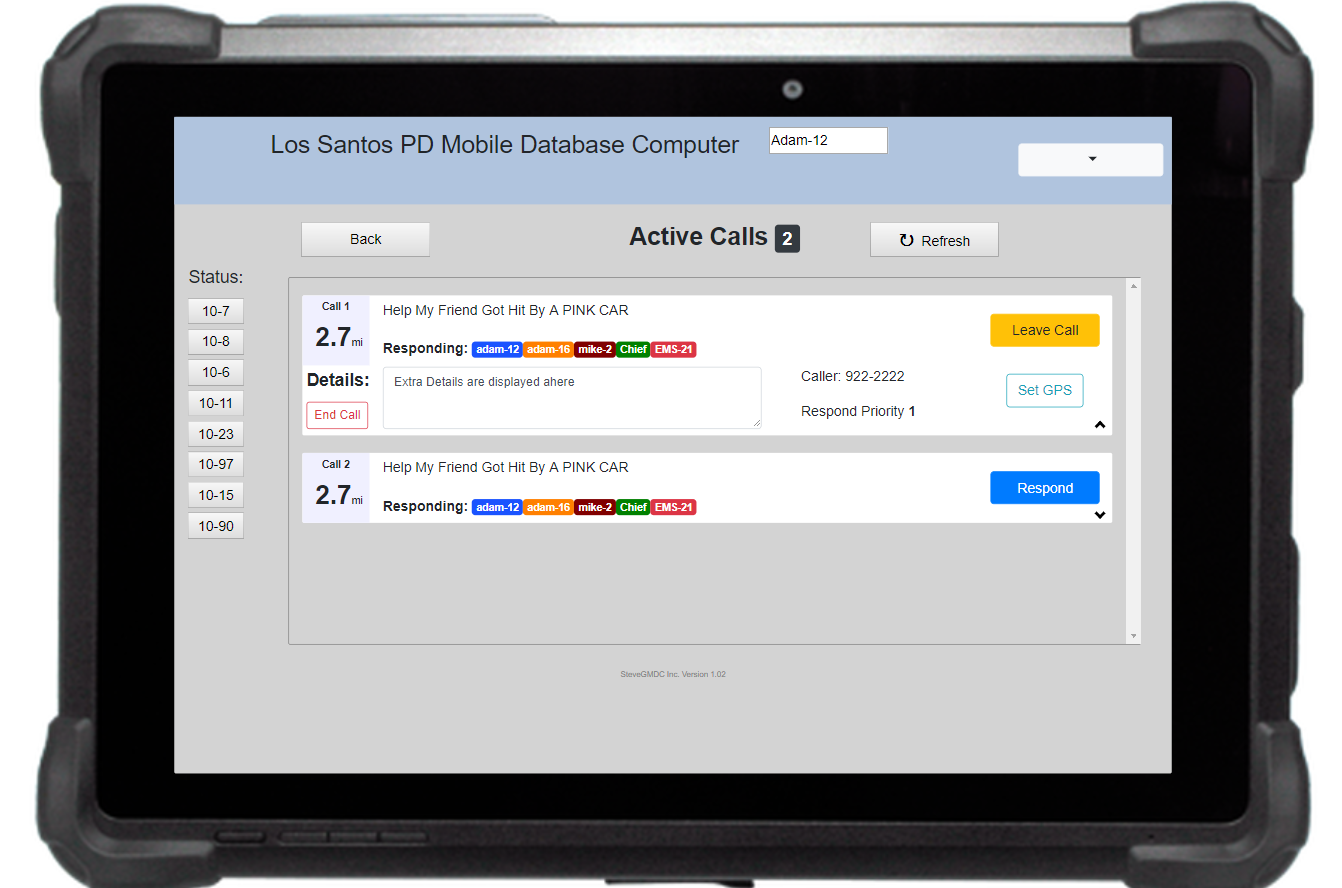 Los Santos PD Mobile Database Computer
Adam-12
Back
Active Calls 2
Refresh
Status:
10-7
10-8
10-6
10-11
10-23
10-97
10-15
10-90
Call 1
2.7 mi
Help My Friend Got Hit By A PINK CAR
Responding: adam-12 adam-16 mike-2 Chief EMS-21
Leave Call
Details:
Extra Details are displayed ahere
End Call
Caller: 922-2222
Respond Priority 1
Set GPS
Call 2
2.7 mi
Help My Friend Got Hit By A PINK CAR
Responding: adam-12 adam-16 mike-2 Chief EMS-21
Respond
SteveGMDC Inc. Version 1.02